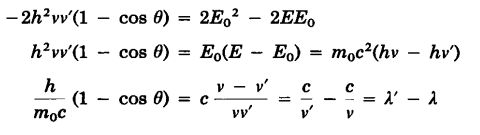 −2h²νν′(1 − cos θ) = 2E₀² − 2EE₀
h²νν′(1 − cos θ) = E₀(E − E₀) = m₀c²(hν − hν′)
h/m₀c (1 − cos θ) = c (ν − ν′)/νν′ = c/ν′ − c/ν = λ′ − λ